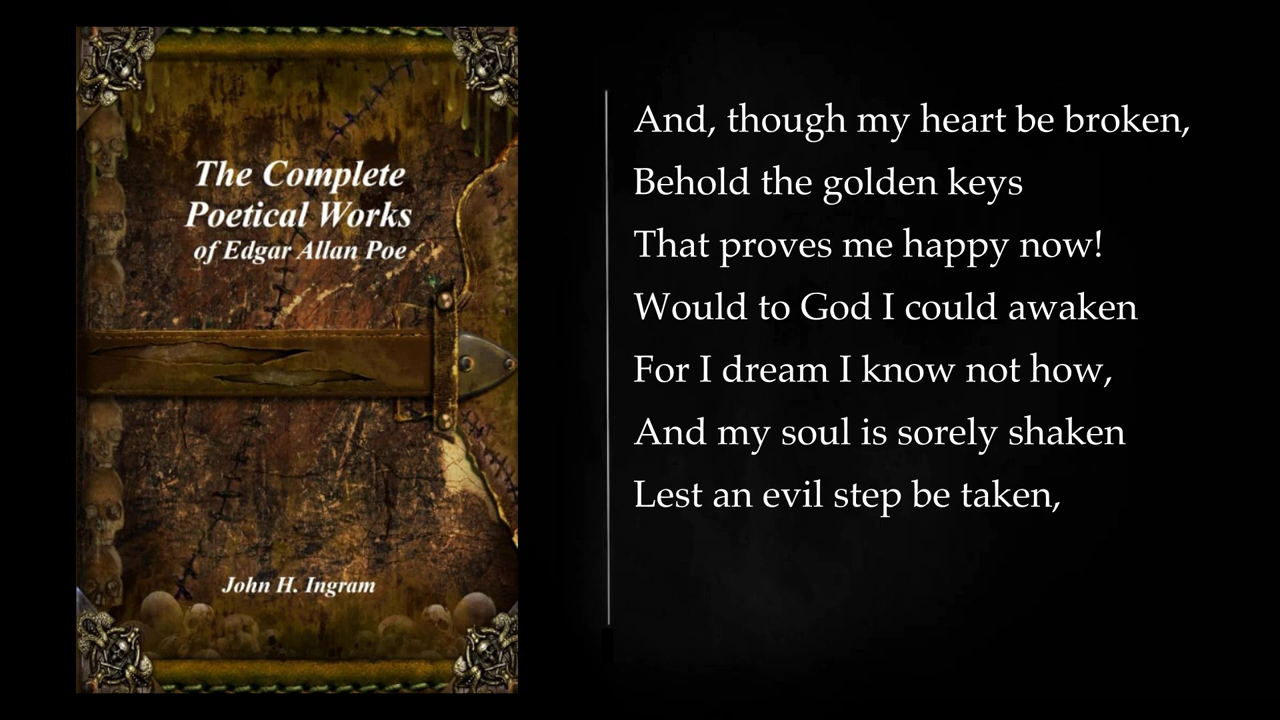 The Complete
Poetical Works
of Edgar Allan Poe
John H. Ingram
And, though my heart be broken,
Behold the golden keys
That proves me happy now!
Would to God I could awaken
For I dream I know not how,
And my soul is sorely shaken
Lest an evil step be taken,